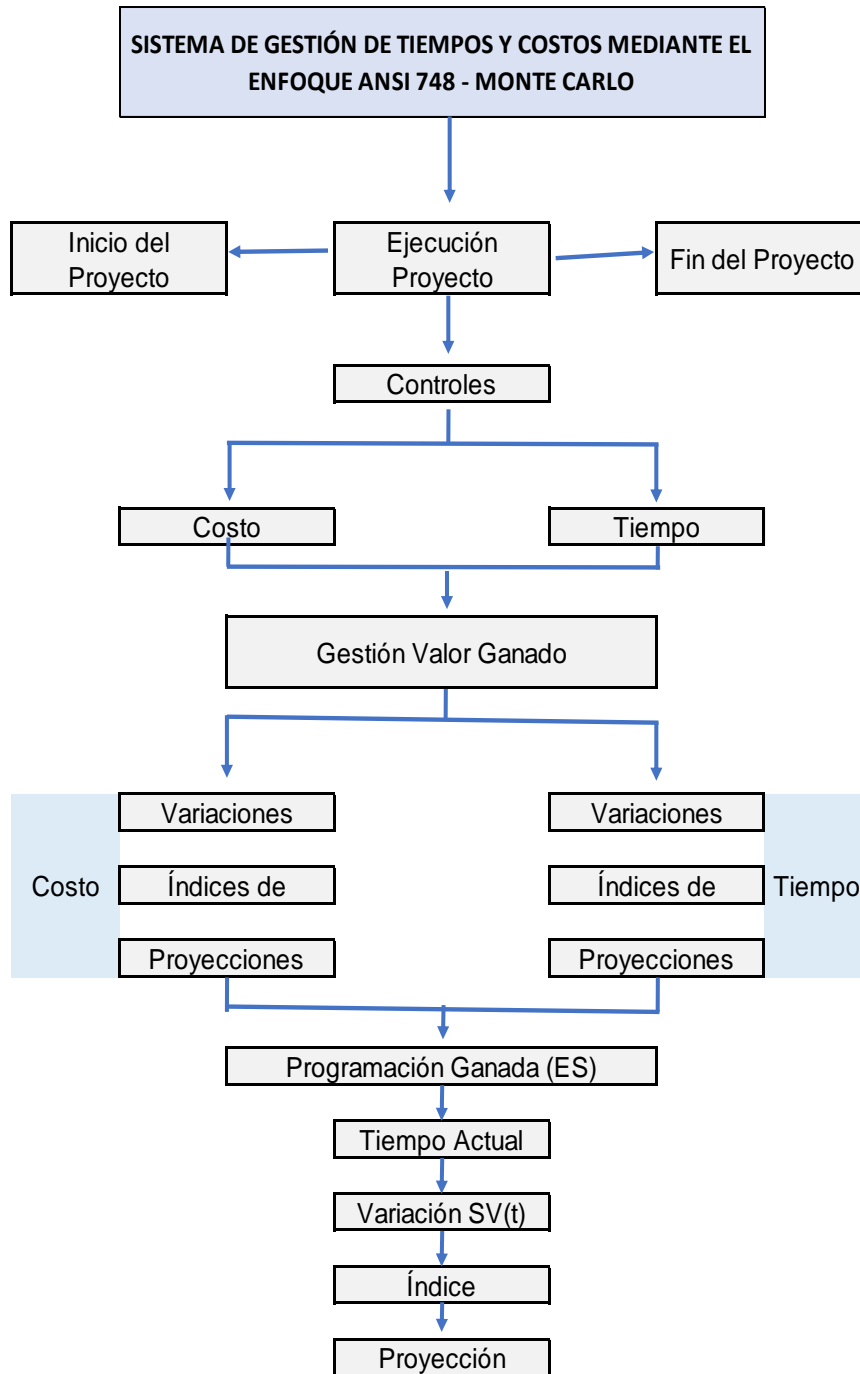 SISTEMA DE GESTIÓN DE TIEMPOS Y COSTOS MEDIANTE EL
ENFOQUE ANSI 748 - MONTE CARLO
Inicio del
Proyecto
Ejecución
Proyecto
Fin del Proyecto
Controles
Costo
Tiempo
Gestión Valor Ganado
Costo
Variaciones
Índices de
Proyecciones
Variaciones
Índices de
Proyecciones
Tiempo
Programación Ganada (ES)
Tiempo Actual
Variación SV(t)
Índice
Proyección